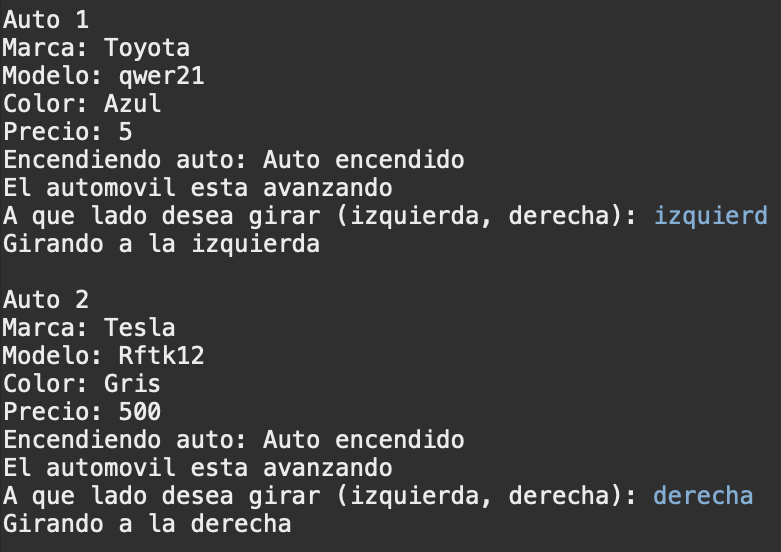 Auto 1
Marca: Toyota
Modelo: qwer21
Color: Azul
Precio: 5
Encendiendo auto: Auto encendido
El automovil esta avanzando
A que lado desea girar (izquierda, derecha): izquierd
Girando a la izquierda
Auto 2
Marca: Tesla
Modelo: Rftk12
Color: Gris
Precio: 500
Encendiendo auto: Auto encendido
El automovil esta avanzando
A que lado desea girar (izquierda, derecha): derecha
Girando a la derecha